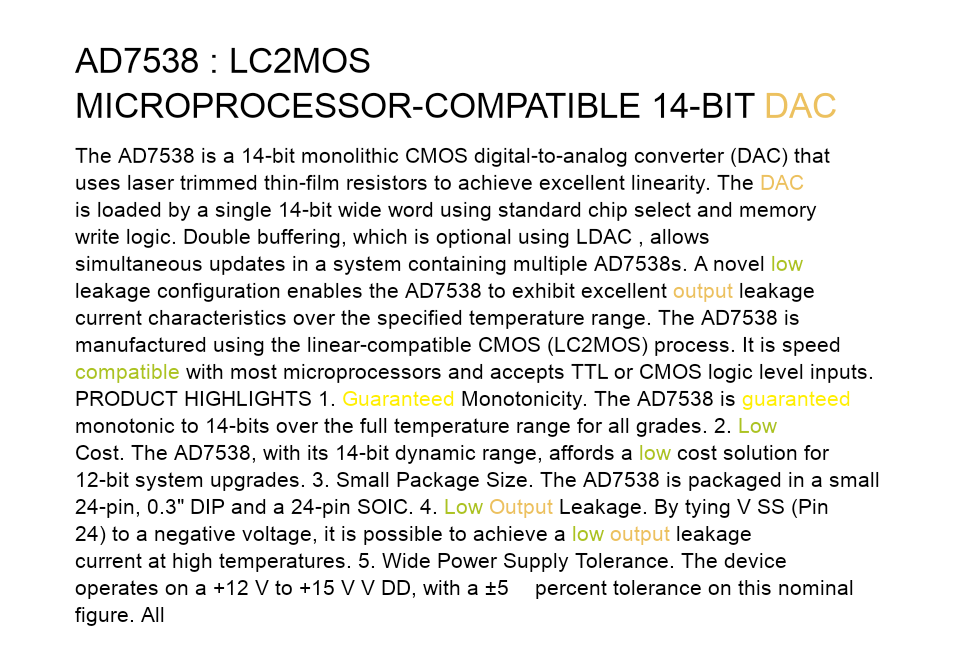 AD7538 : LC2MOS
MICROPROCESSOR-COMPATIBLE 14-BIT DAC
The AD7538 is a 14-bit monolithic CMOS digital-to-analog converter (DAC) that
uses laser trimmed thin-film resistors to achieve excellent linearity. The DAC
is loaded by a single 14-bit wide word using standard chip select and memory
write logic. Double buffering, which is optional using LDAC , allows
simultaneous updates in a system containing multiple AD7538s. A novel low
leakage configuration enables the AD7538 to exhibit excellent output leakage
current characteristics over the specified temperature range. The AD7538 is
manufactured using the linear-compatible CMOS (LC2MOS) process. It is speed
compatible with most microprocessors and accepts TTL or CMOS logic level inputs.
PRODUCT HIGHLIGHTS 1. Guaranteed Monotonicity. The AD7538 is guaranteed
monotonic to 14-bits over the full temperature range for all grades. 2. Low
Cost. The AD7538, with its 14-bit dynamic range, affords a low cost solution for
12-bit system upgrades. 3. Small Package Size. The AD7538 is packaged in a small
24-pin, 0.3" DIP and a 24-pin SOIC. 4. Low Output Leakage. By tying V SS (Pin
24) to a negative voltage, it is possible to achieve a low output leakage
current at high temperatures. 5. Wide Power Supply Tolerance. The device
operates on a +12 V to +15 V V DD, with a ±5 percent tolerance on this nominal
figure. All